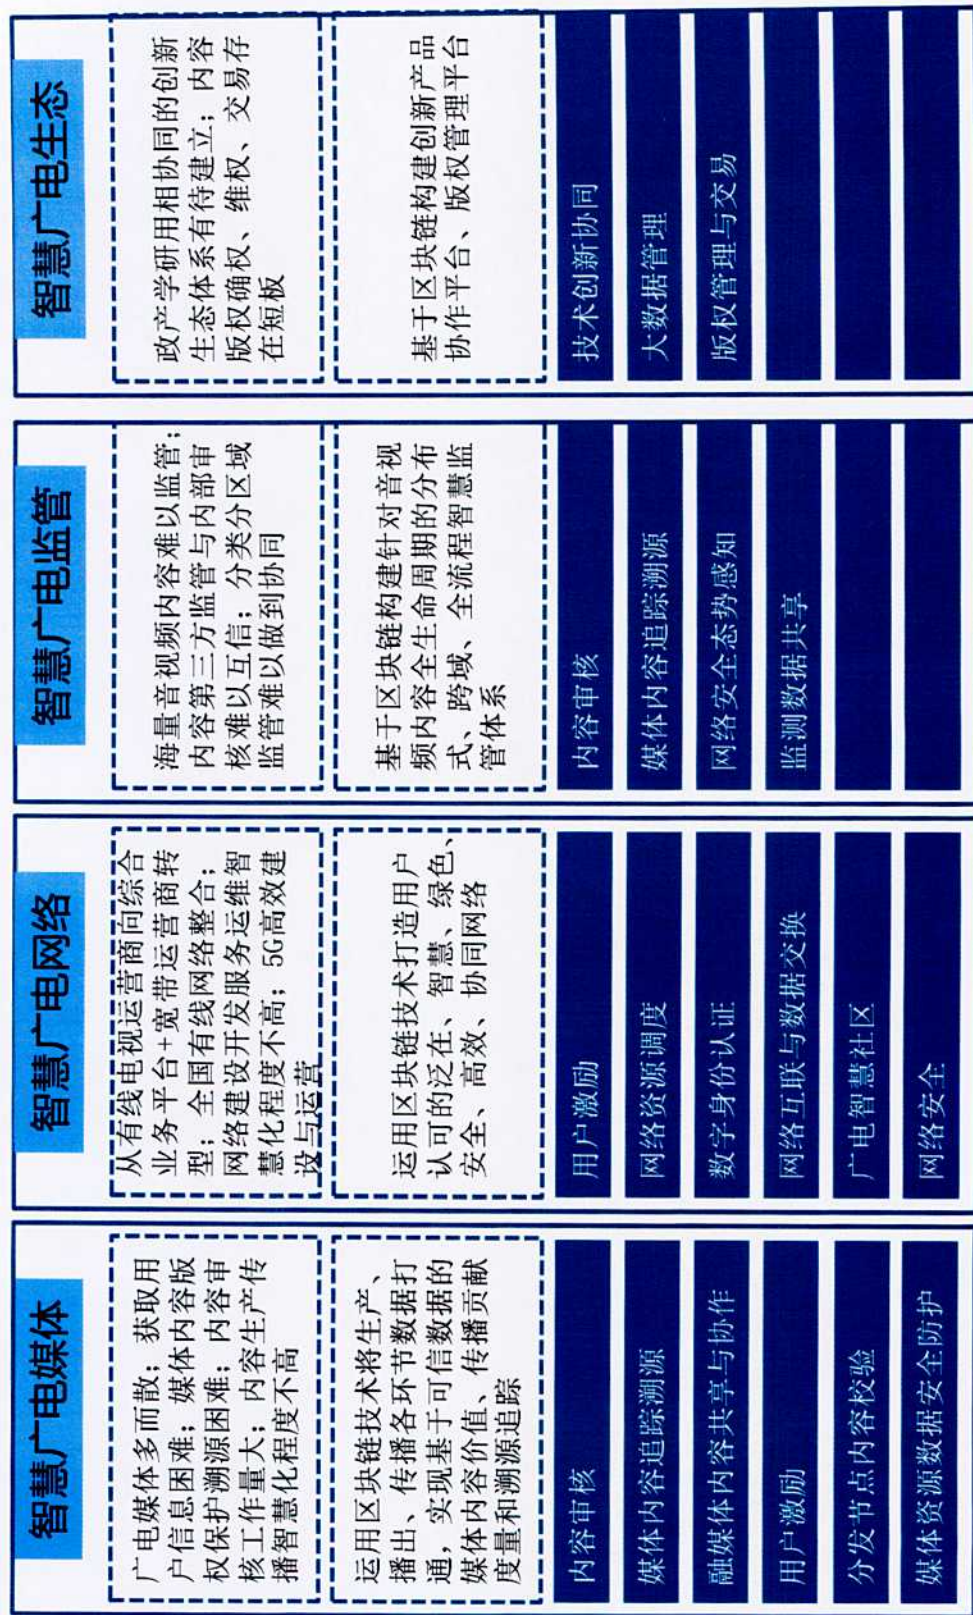 智慧广电媒体
广电媒体多而散；获取用
户信息困难；媒体内容版
权保护溯源困难；内容审
核工作量大；内容生产传
播智慧化程度不高
运用区块链技术将生产、
播出、传播各环节数据打
通，实现基于可信数据的
媒体内容价值、传播贡献
度量和溯源追踪
内容审核
媒体内容追踪溯源
融媒体内容共享与协作
用户激励
分发节点内容校验
媒体资源数据安全防护
智慧广电网络
从有线电视运营商向综合
业务平台+宽带运营商转
型；全国有线网络整合；
网络建设开发服务运维智
慧化程度不高；5G高效建
设与运营
运用区块链技术打造用户
认可的泛在、智慧、绿色、
安全、高效、协同网络
用户激励
网络资源调度
数字身份认证
网络互联与数据交换
广电智慧社区
网络安全
智慧广电监管
海量音视频内容难以监管；
内容第三方监管与内部审
核难以互信；分类分区域
监管难以做到协同
基于区块链构建针对音视
频内容全生命周期的分布
式、跨域、全流程智慧监
管体系
内容审核
媒体内容追踪溯源
网络安全态势感知
监测数据共享
智慧广电生态
政产学研用相协同的创新
生态体系有待建立；内容
版权确权、维权、交易存
在短板
基于区块链构建创新产品
协作平台、版权管理平台
技术创新协同
大数据管理
版权管理与交易